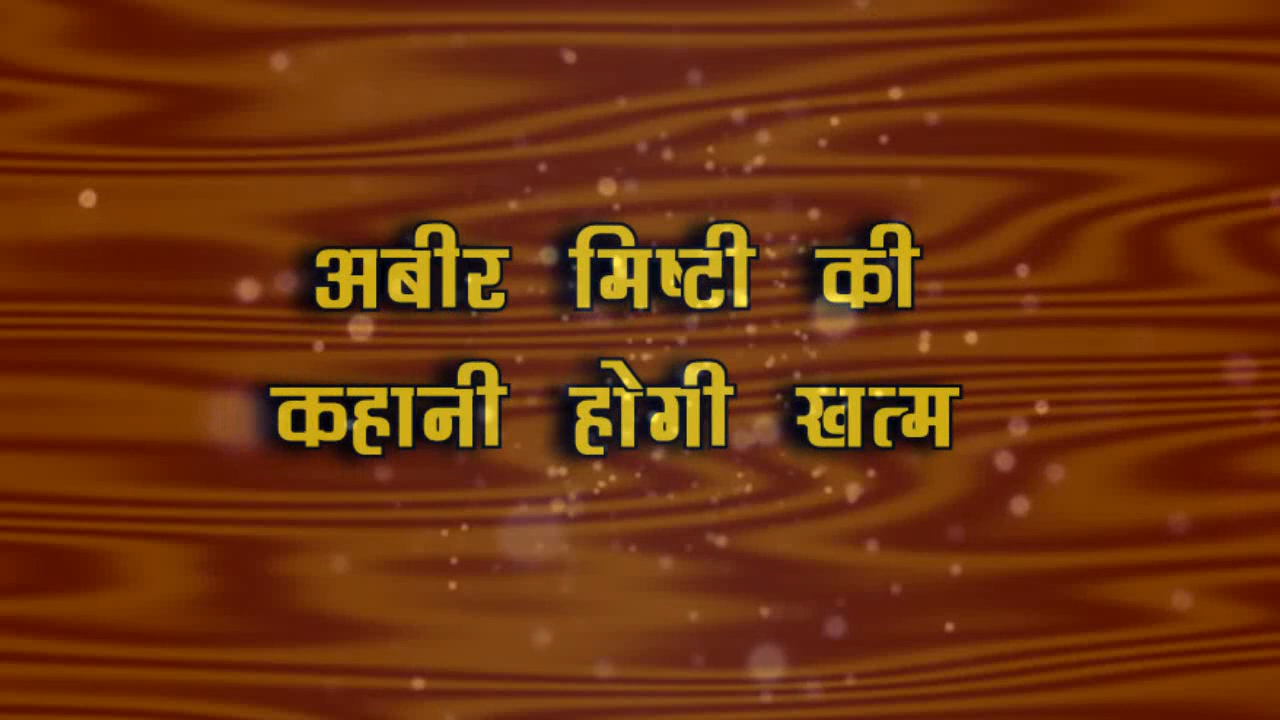 अबीर मिष्टी की
कहानी होगी खत्म